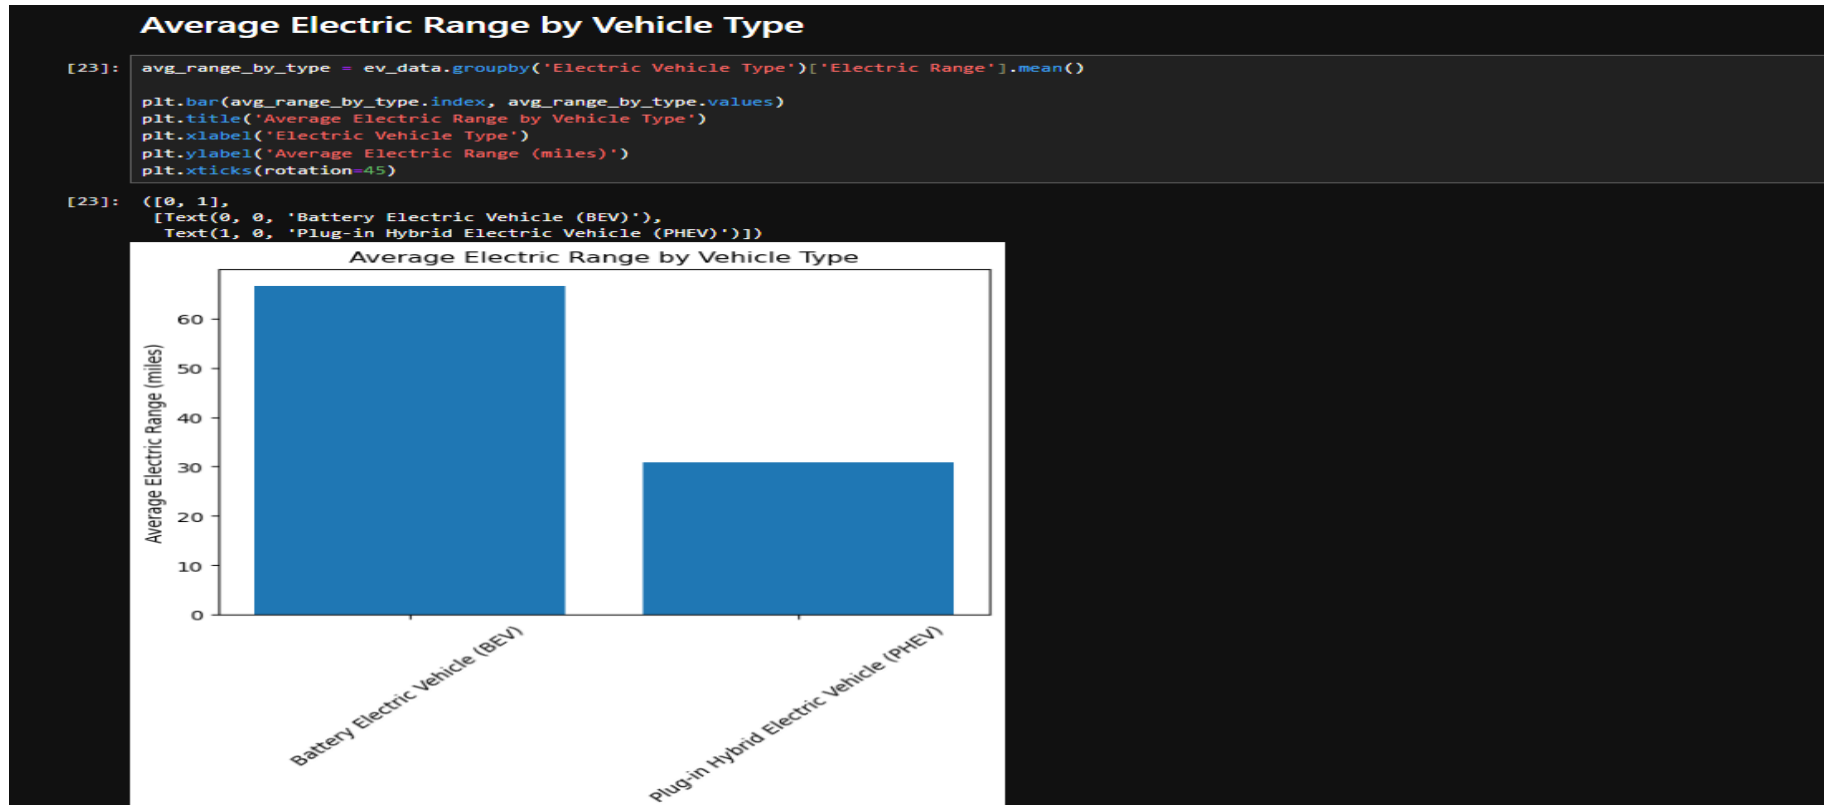 Average Electric Range by Vehicle Type
[23]: avg_range_by_type = ev_data.groupby('Electric Vehicle Type')['Electric Range'].mean()
plt.bar(avg_range_by_type.index, avg_range_by_type.values)
plt.title('Average Electric Range by Vehicle Type')
plt.xlabel('Electric Vehicle Type')
plt.ylabel('Average Electric Range (miles)')
plt.xticks(rotation=45)
[23]: ([0, 1],
[Text(0, 0, 'Battery Electric Vehicle (BEV)'),
Text(1, 0, 'Plug-in Hybrid Electric Vehicle (PHEV)')])
Average Electric Range by Vehicle Type
Average Electric Range (miles)
60
50
40
30
20
10
0
Battery Electric Vehicle (BEV)
Plug-in Hybrid Electric Vehicle (PHEV)